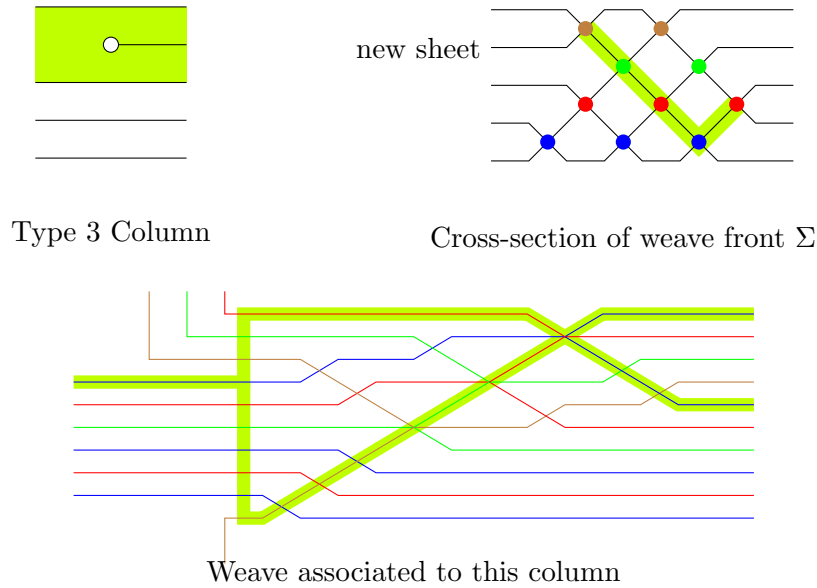 new sheet
Type 3 Column
Cross-section of weave front Σ
Weave associated to this column